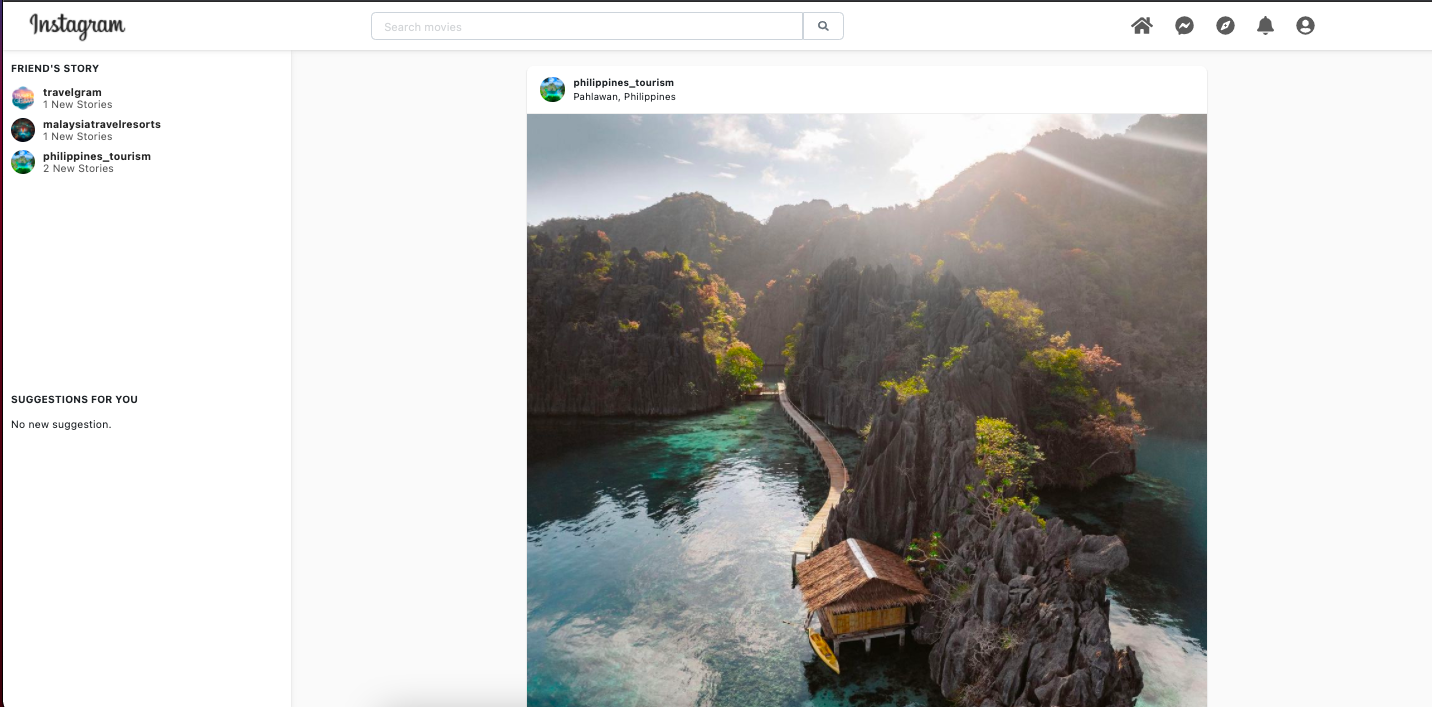 Instagram
Search movies
FRIEND'S STORY
travelgram
1 New Stories
malaysiatravelresorts
1 New Stories
philippines_tourism
2 New Stories
SUGGESTIONS FOR YOU
No new suggestion.
philippines_tourism
Pahlawan, Philippines